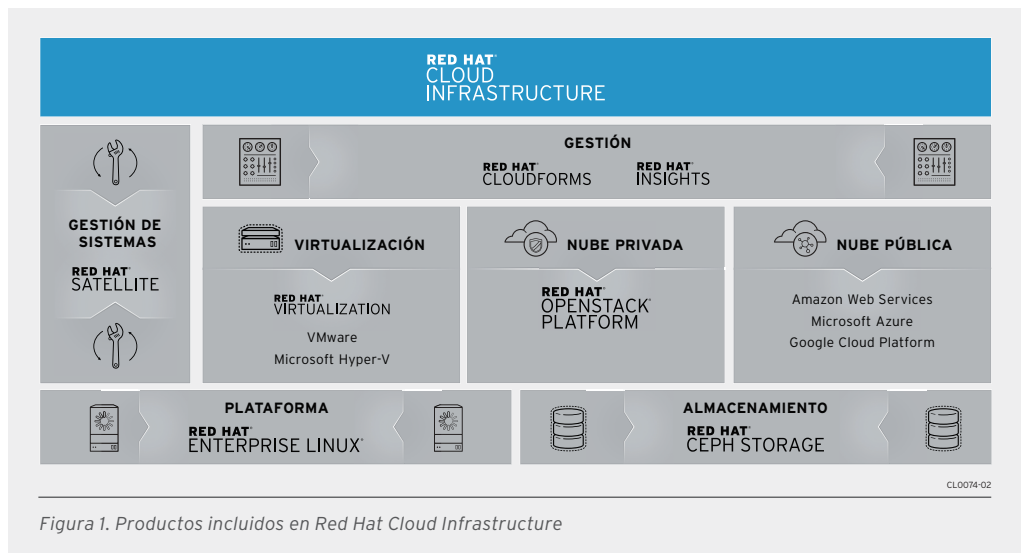 RED HAT®
CLOUD
INFRASTRUCTURE
GESTIÓN
RED HAT®
CLOUDFORMS
RED HAT®
INSIGHTS
GESTIÓN DE
SISTEMAS
RED HAT®
SATELLITE
VIRTUALIZACIÓN
RED HAT®
VIRTUALIZATION
VMware
Microsoft Hyper-V
NUBE PRIVADA
RED HAT®
OPENSTACK®
PLATFORM
NUBE PÚBLICA
Amazon Web Services
Microsoft Azure
Google Cloud Platform
PLATAFORMA
RED HAT®
ENTERPRISE LINUX®
ALMACENAMIENTO
RED HAT®
CEPH STORAGE
CL0074-02
Figura 1. Productos incluidos en Red Hat Cloud Infrastructure